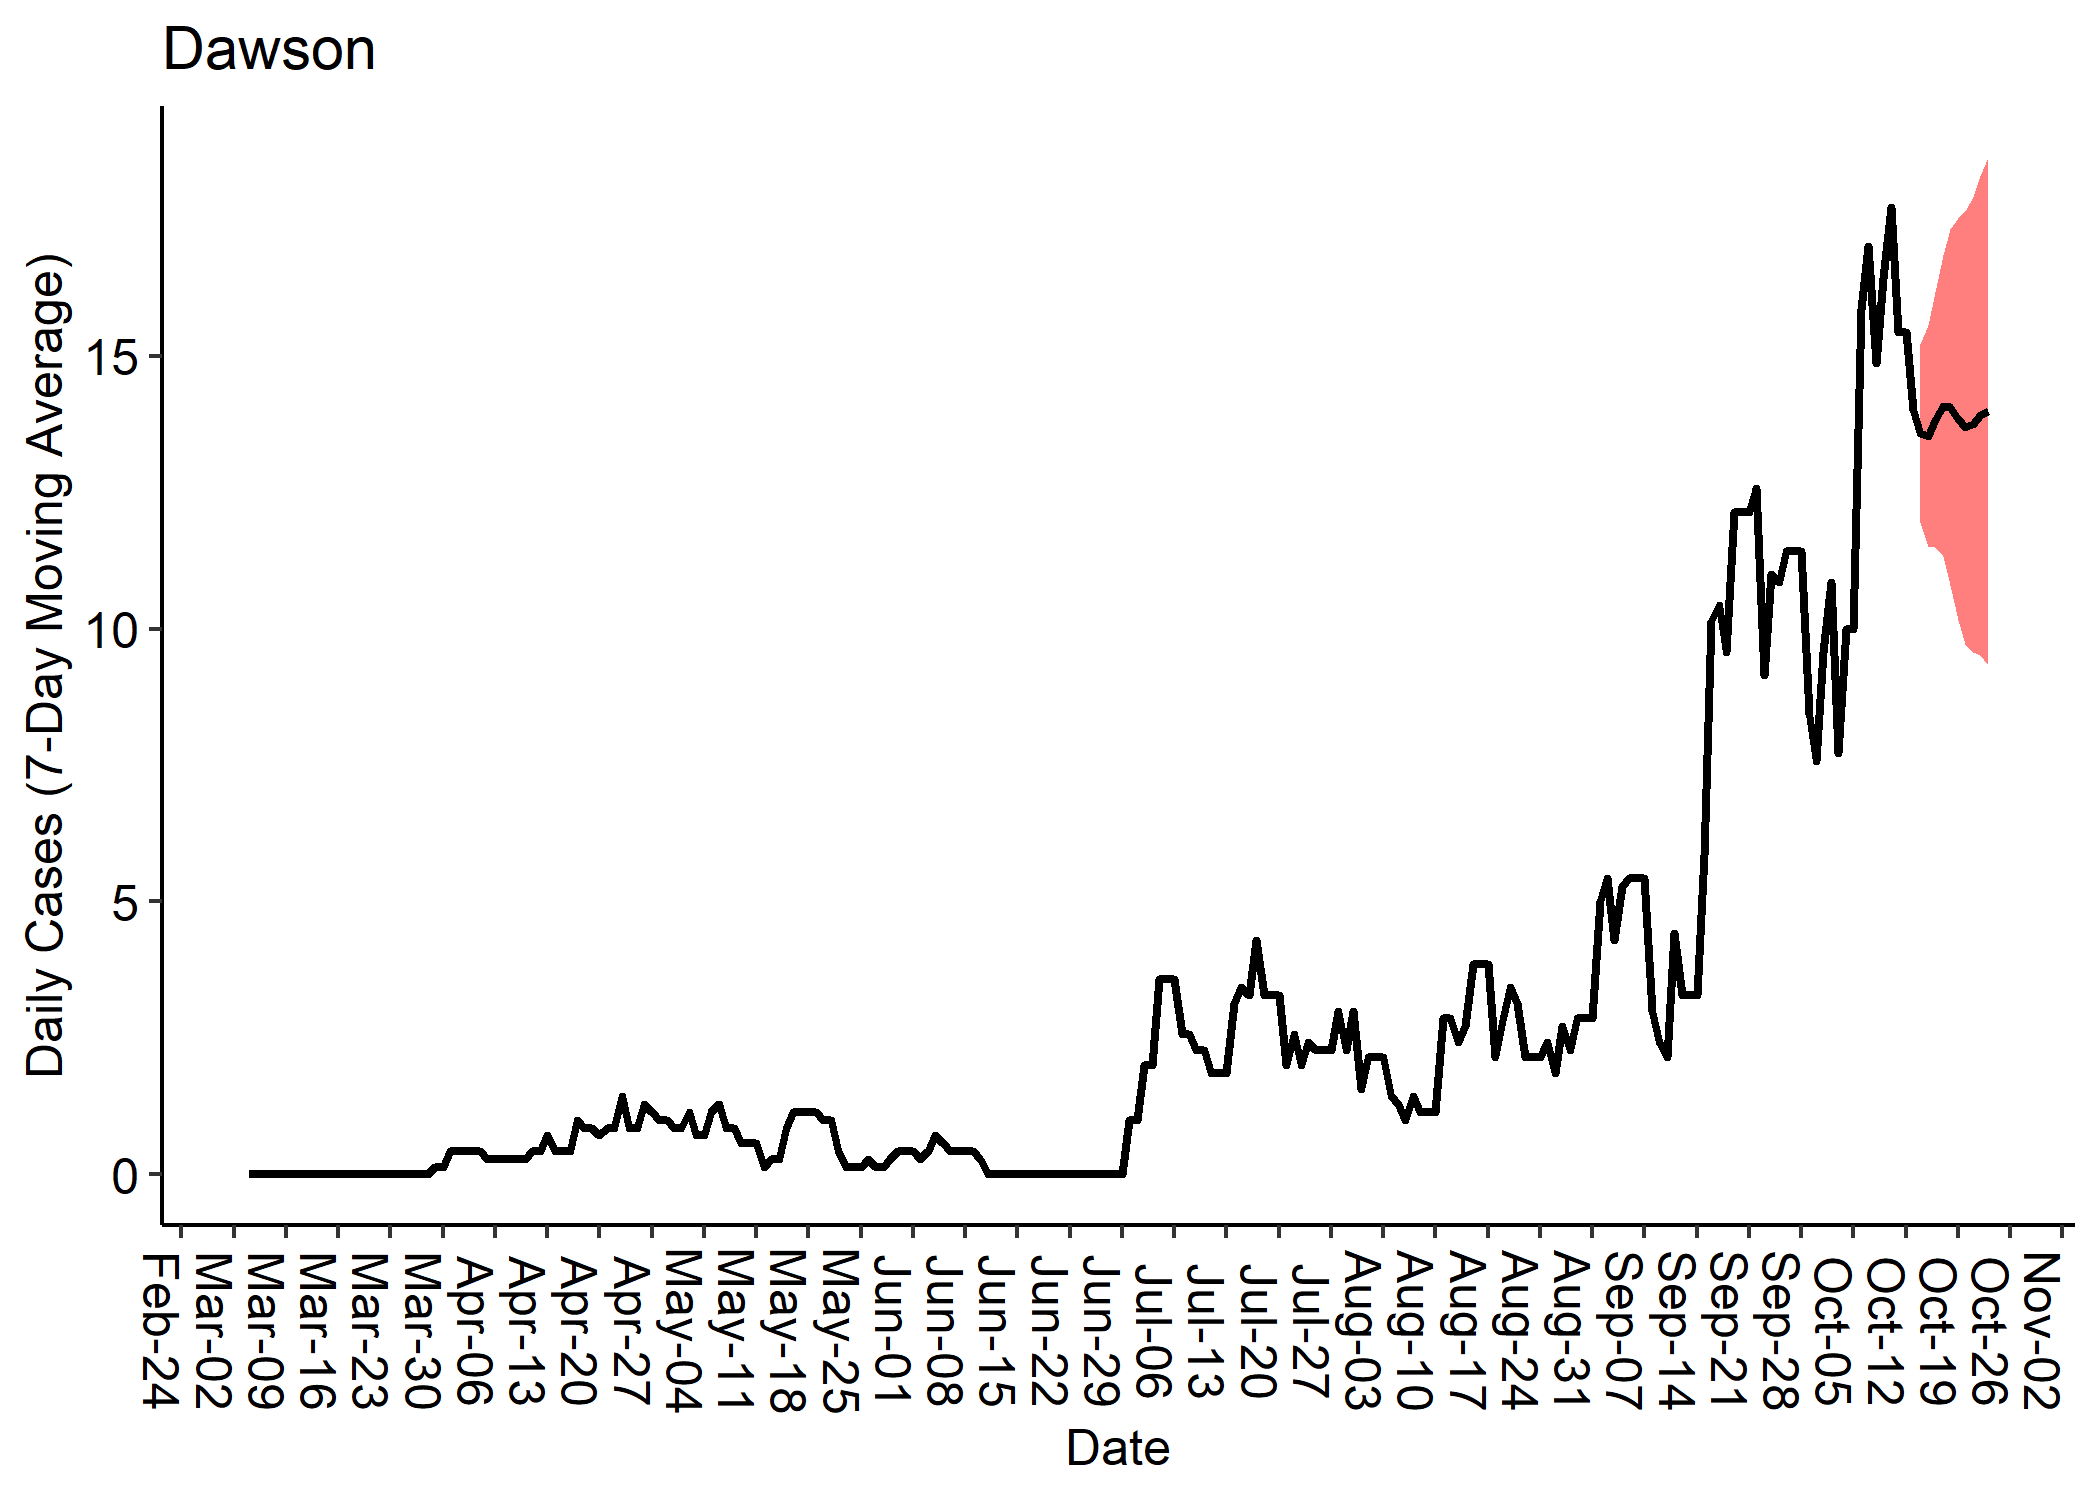 Dawson
Daily Cases (7-Day Moving Average)
15
10
5
0
Feb-24
Mar-02
Mar-09
Mar-16
Mar-23
Mar-30
Apr-06
Apr-13
Apr-20
Apr-27
May-04
May-11
May-18
May-25
Jun-01
Jun-08
Jun-15
Jun-22
Jun-29
Jul-06
Jul-13
Jul-20
Jul-27
Aug-03
Aug-10
Aug-17
Aug-24
Aug-31
Sep-07
Sep-14
Sep-21
Sep-28
Oct-05
Oct-12
Oct-19
Oct-26
Nov-02
Date